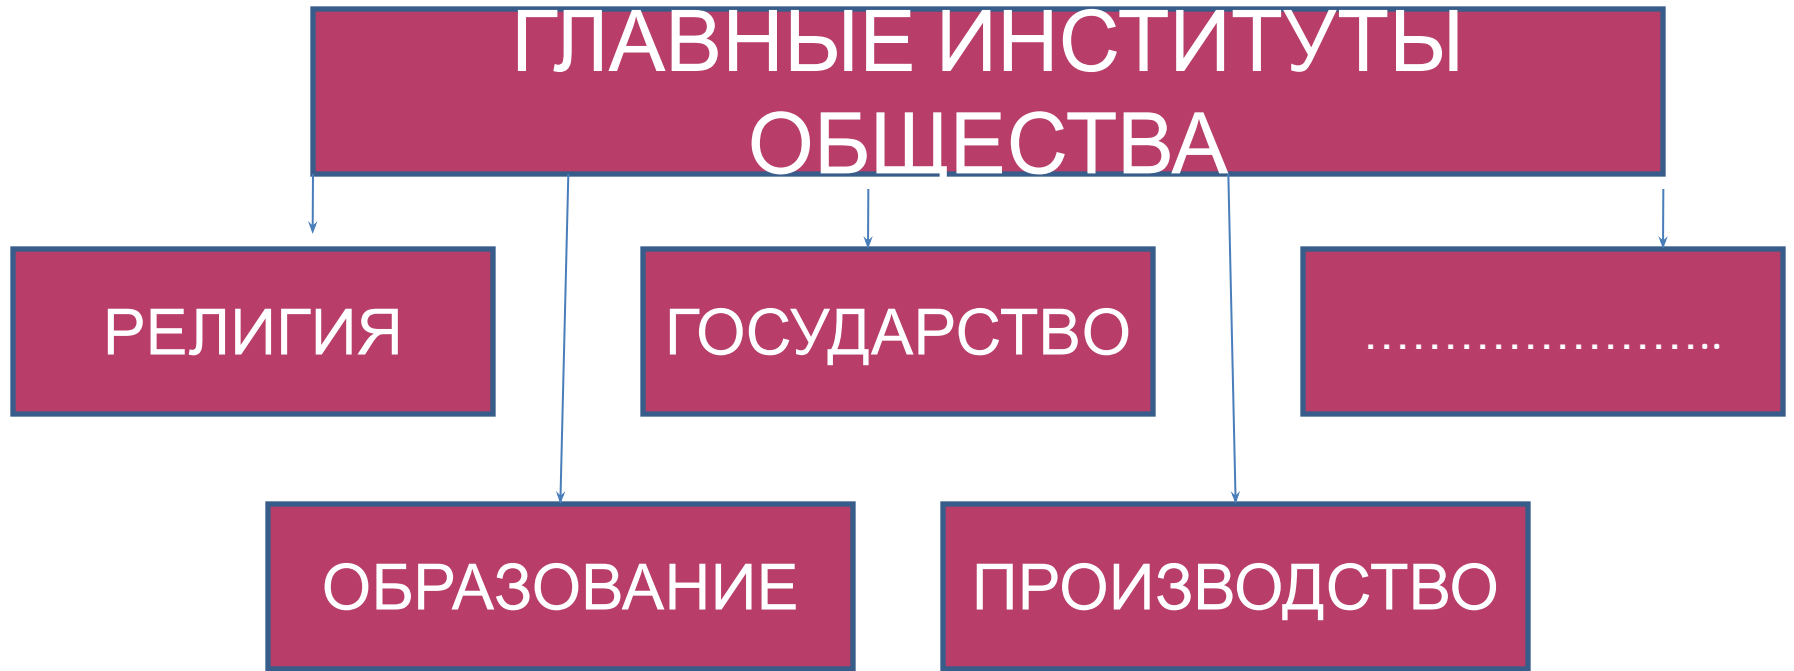 ГЛАВНЫЕ ИНСТИТУТЫ
ОБЩЕСТВА
РЕЛИГИЯ
ГОСУДАРСТВО
…………………..
ОБРАЗОВАНИЕ
ПРОИЗВОДСТВО